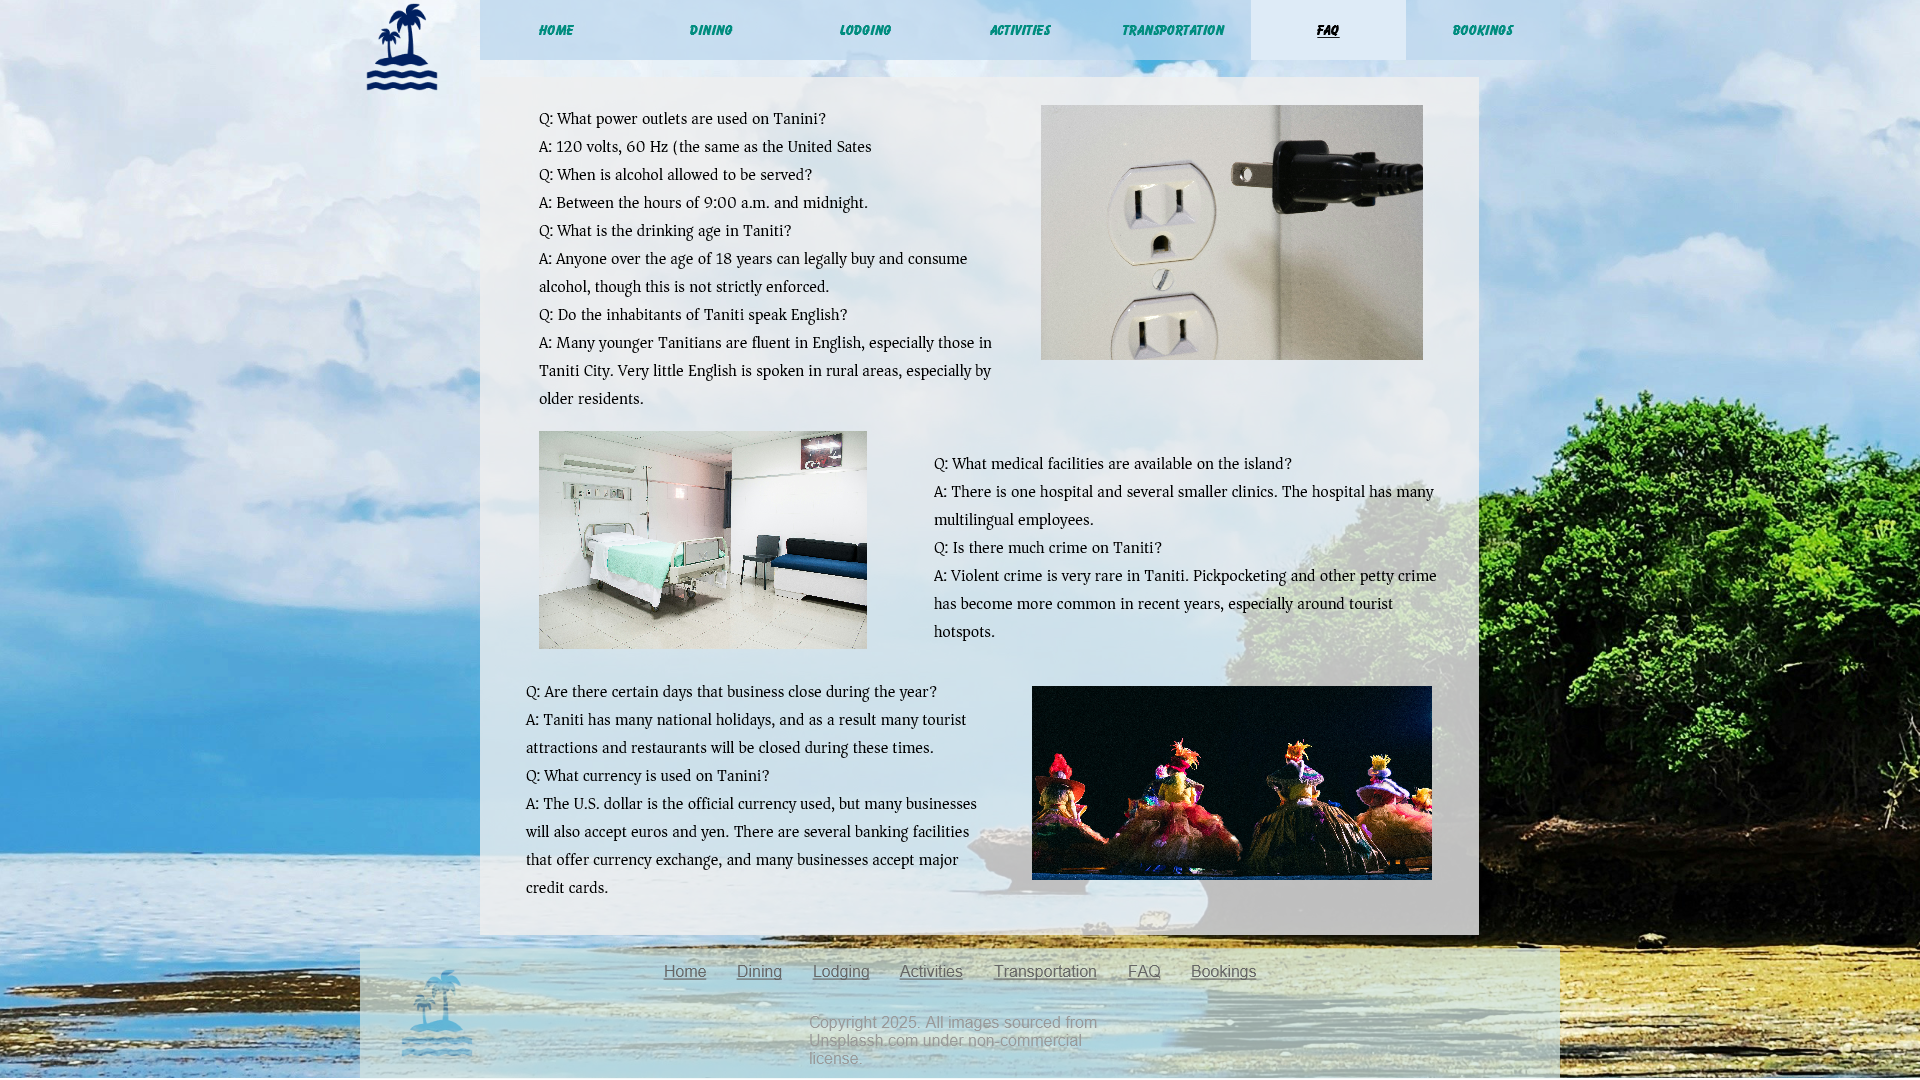 HOME
DINING
LODGING
ACTIVITIES
TRANSPORTATION
FAQ
BOOKINGS
Q: What power outlets are used on Tanini?
A: 120 volts, 60 Hz (the same as the United Sates
Q: When is alcohol allowed to be served?
A: Between the hours of 9:00 a.m. and midnight.
Q: What is the drinking age in Taniti?
A: Anyone over the age of 18 years can legally buy and consume
alcohol, though this is not strictly enforced.
Q: Do the inhabitants of Taniti speak English?
A: Many younger Tanitians are fluent in English, especially those in
Taniti City. Very little English is spoken in rural areas, especially by
older residents.
Q: What medical facilities are available on the island?
A: There is one hospital and several smaller clinics. The hospital has many
multilingual employees.
Q: Is there much crime on Taniti?
A: Violent crime is very rare in Taniti. Pickpocketing and other petty crime
has become more common in recent years, especially around tourist
hotspots.
Q: Are there certain days that business close during the year?
A: Taniti has many national holidays, and as a result many tourist
attractions and restaurants will be closed during these times.
Q: What currency is used on Tanini?
A: The U.S. dollar is the official currency used, but many businesses
will also accept euros and yen. There are several banking facilities
that offer currency exchange, and many businesses accept major
credit cards.
Home
Dining
Lodging
Activities
Transportation
FAQ
Bookings
Copyright 2025. All images sourced from
Unsplassh.com under non-commercial
license